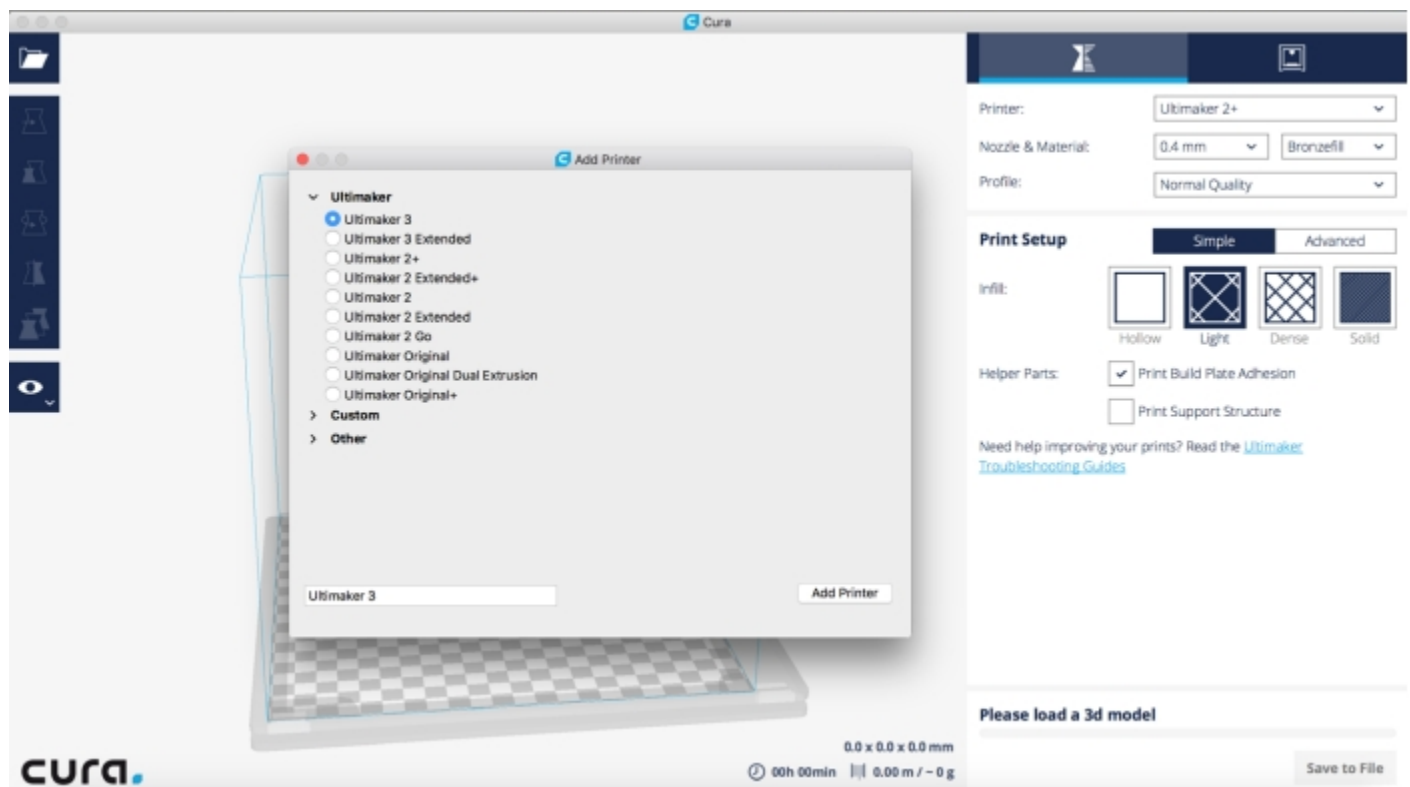 Cura
Add Printer
Ultimaker
Ultimaker 3
Ultimaker 3 Extended
Ultimaker 2+
Ultimaker 2 Extended+
Ultimaker 2
Ultimaker 2 Extended
Ultimaker 2 Go
Ultimaker Original
Ultimaker Original Dual Extrusion
Ultimaker Original+
Custom
Other
Ultimaker 3
Add Printer
Printer: Ultimaker 2+
Nozzle & Material: 0.4 mm Bronzefill
Profile: Normal Quality
Print Setup Simple Advanced
Infill:
Hollow Light Dense Solid
Helper Parts: Print Build Plate Adhesion
Print Support Structure
Need help improving your prints? Read the Ultimaker
Troubleshooting Guides
Please load a 3d model
Save to File
0.0 x 0.0 x 0.0 mm
00h 00min 0.00 m / ~ 0 g
cura.